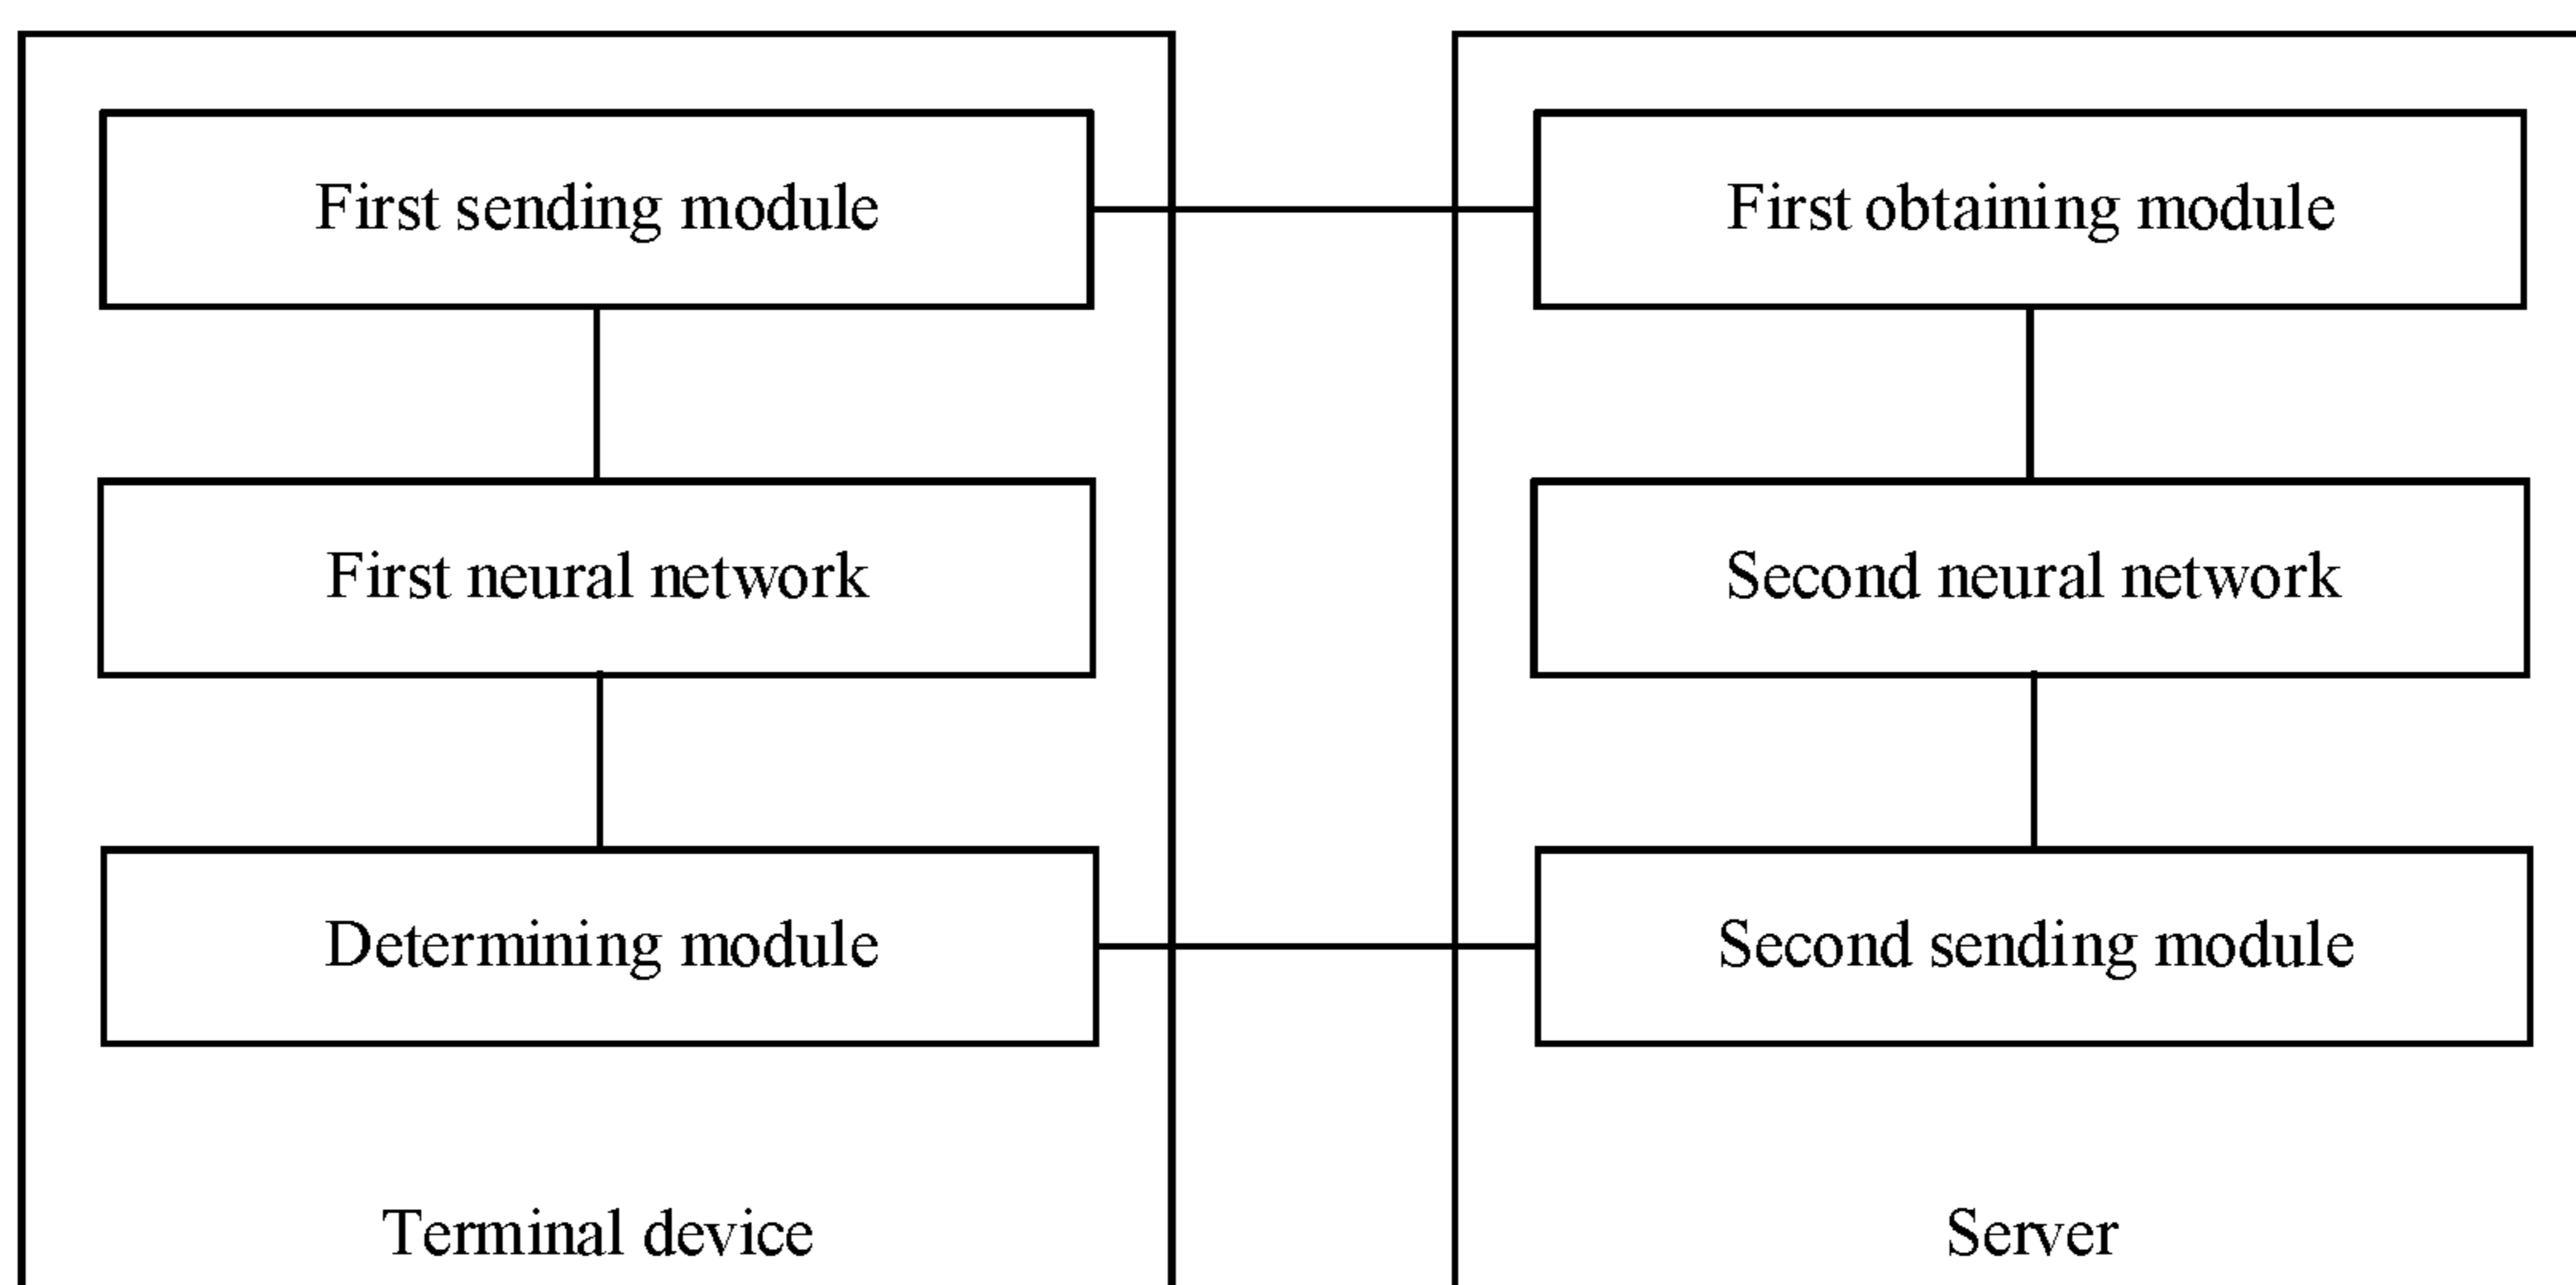 First sending module
First obtaining module
First neural network
Second neural network
Determining module
Second sending module
Terminal device
Server